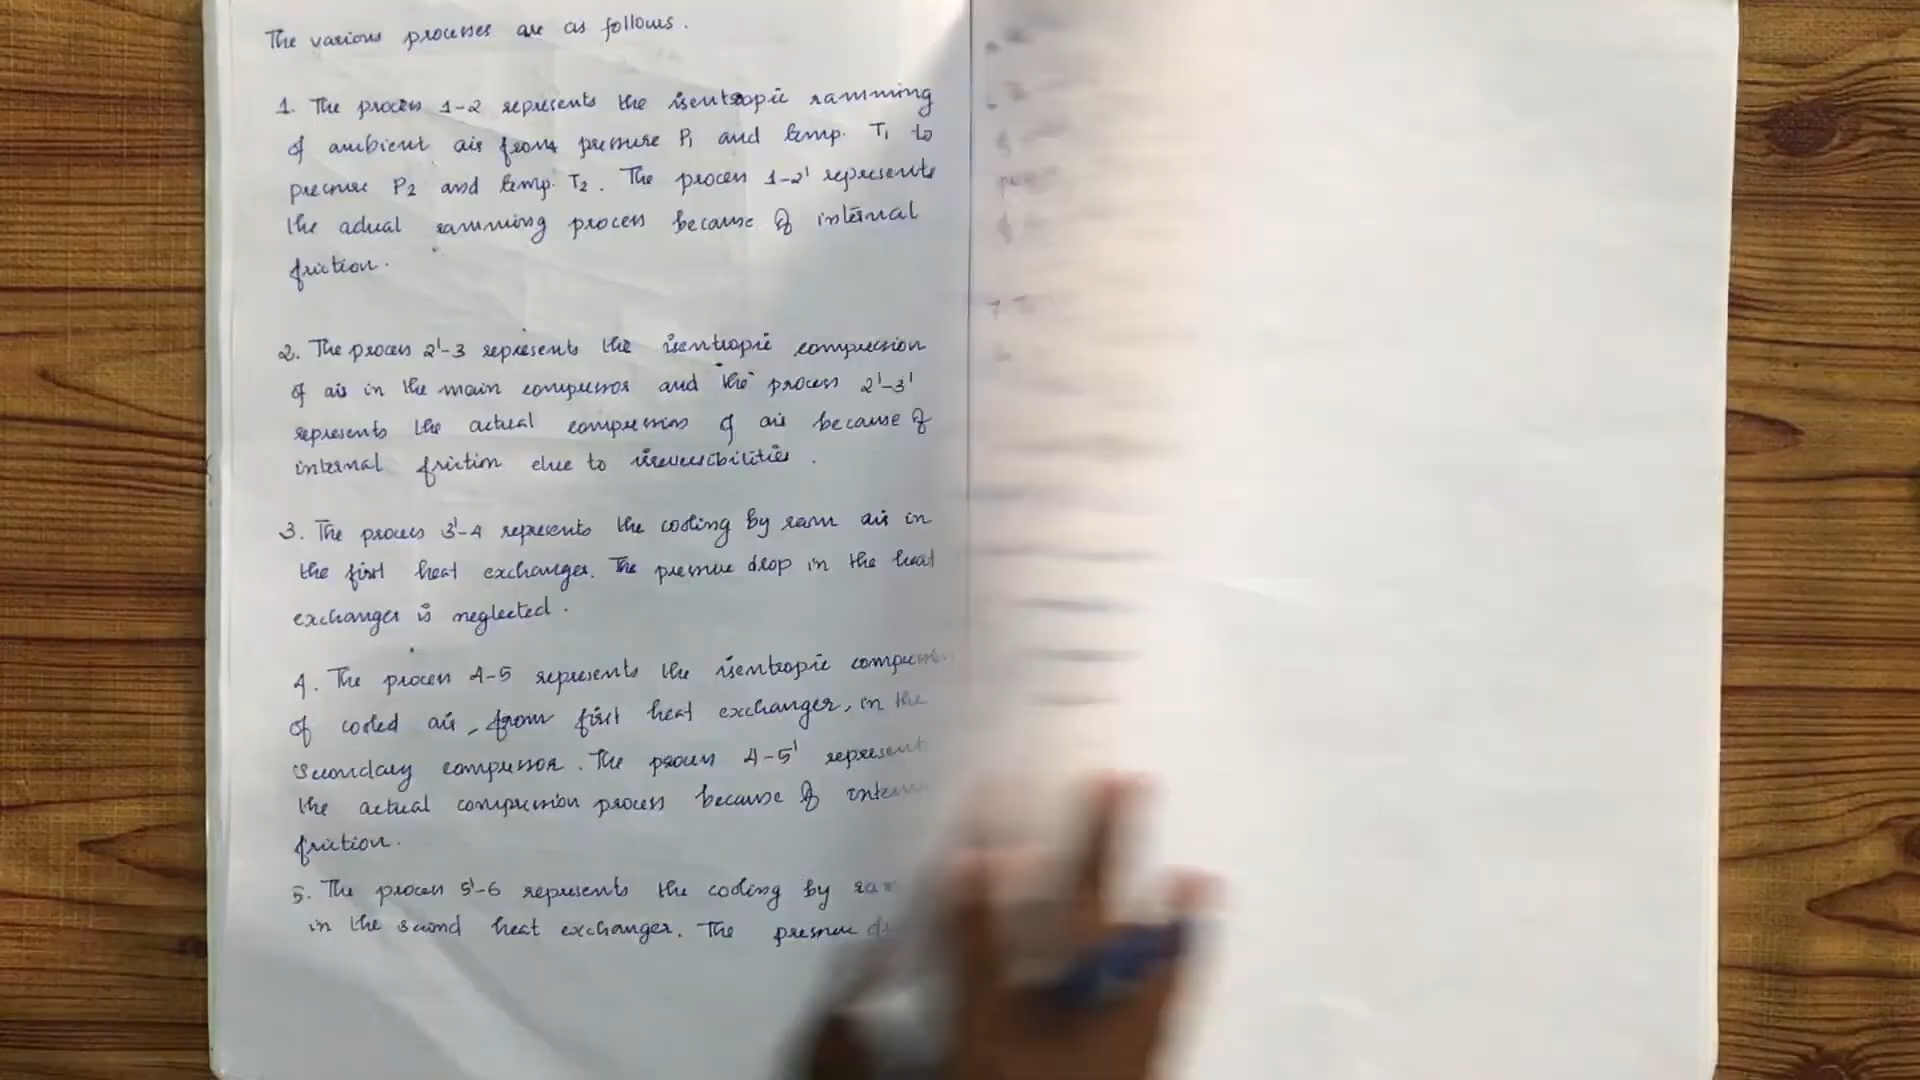 The various processes are as follows.
1. The process 1-2 represents the isentropic ramming
of ambient air from pressure P1 and temp. T1 to
pressure P2 and temp. T2. The process 1-2' represents
the actual ramming process because of internal
friction.
2. The process 2'-3 represents the isentropic compression
of air in the main compressor and the process 2'-3'
represents the actual compression of air because of
internal friction due to irreversibilities.
3. The process 3'-4 represents the cooling by ram air in
the first heat exchanger. The pressure drop in the heat
exchanger is neglected.
4. The process 4-5 represents the isentropic
of cooled air, from first heat exchanger, in the
Secondary compressor. The process 4-5' represent
the actual compression process because of
friction.
5. The process 5'-6 represents the cooling by
in the second heat exchanger. The pressure